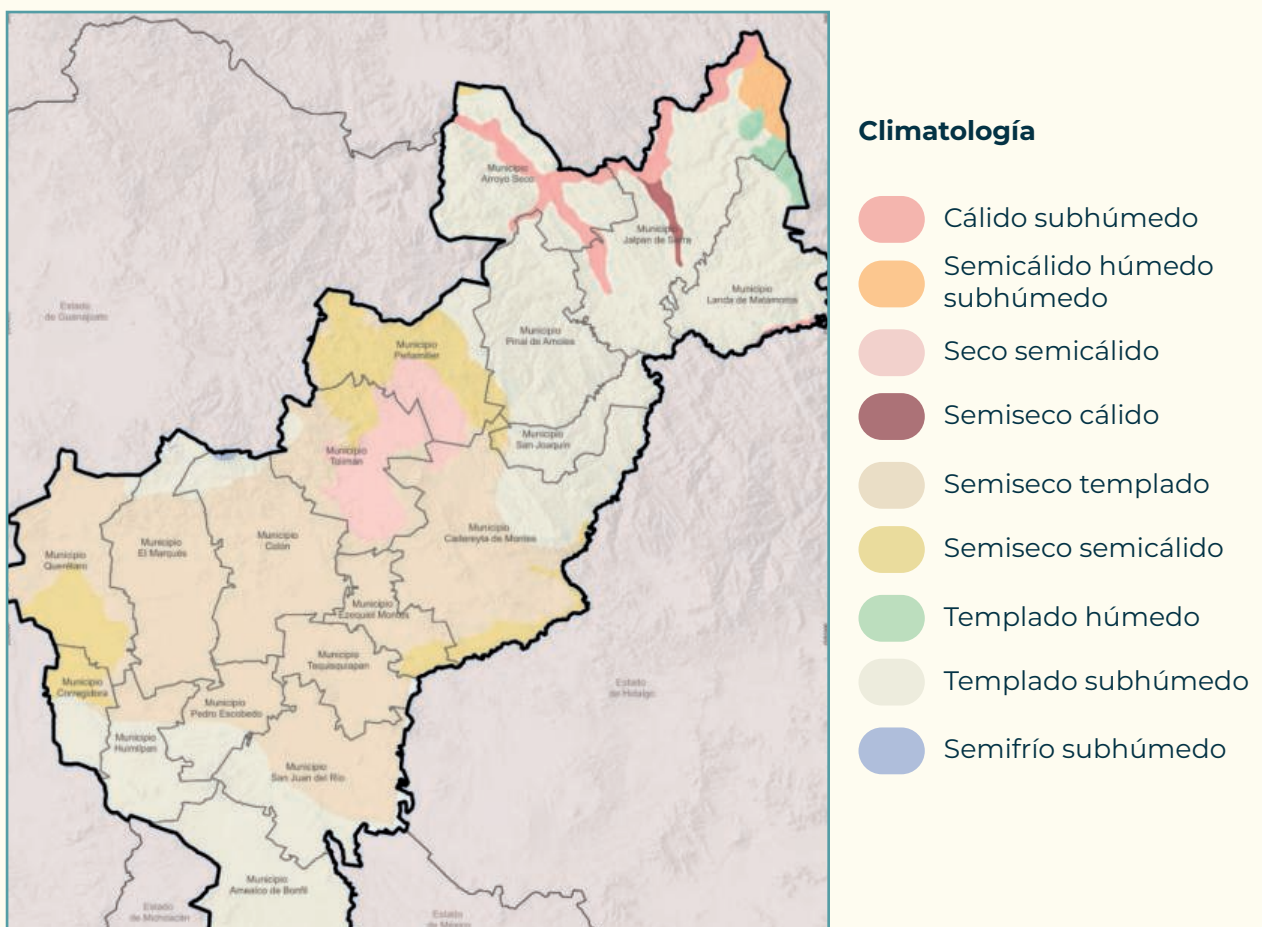 Climatología
Cálido subhúmedo
Semicálido húmedo
subhúmedo
Seco semicálido
Semiseco cálido
Semiseco templado
Semiseco semicálido
Templado húmedo
Templado subhúmedo
Semifrío subhúmedo
Municipio
Arroyo Seco
Municipio
Jalpan de Serra
Municipio
Landa de Matamoros
Estado
de Guanajuato
Municipio
Pinal de Amoles
Municipio
Peñamiller
Municipio
San Joaquín
Municipio
Tolimán
Municipio
Cadereyta de Montes
Municipio
Colón
Municipio
El Marqués
Municipio
Querétaro
Municipio
Ezequiel Montes
Municipio
Tequisquiapan
Municipio
Corregidora
Estado
de Hidalgo
Municipio
Pedro Escobedo
Municipio
Huimilpan
Municipio
San Juan del Río
Municipio
Amealco de Bonfil
Estado
de Michoacán
Estado
de México